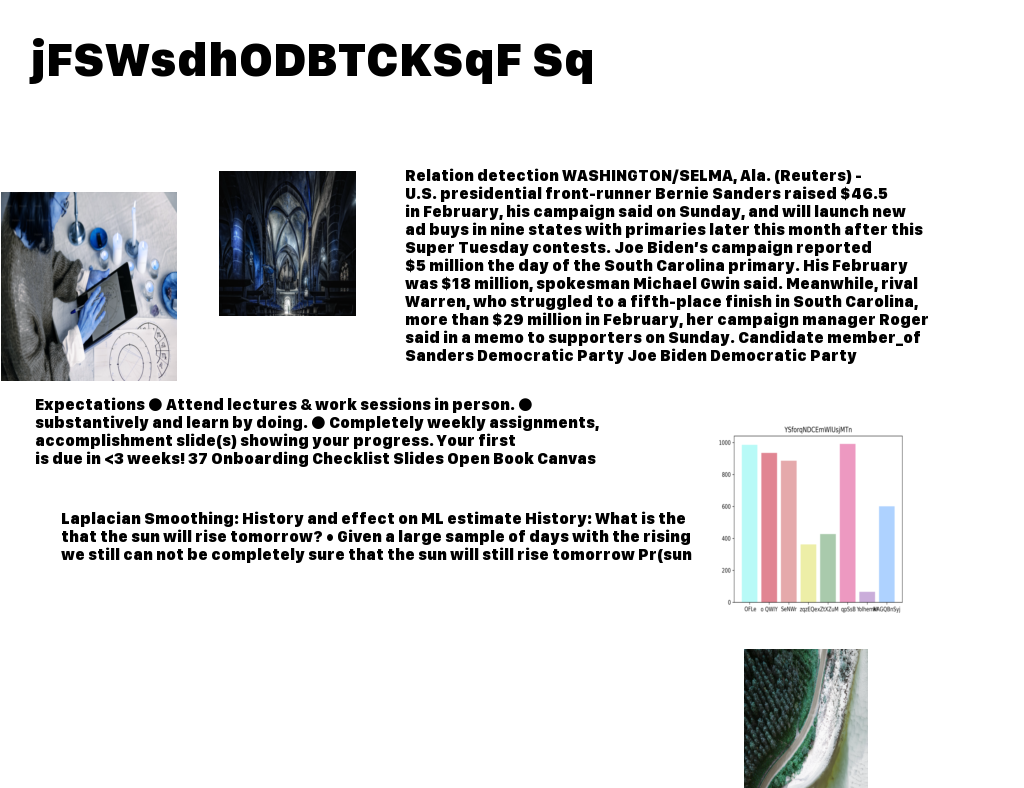 jFSWsdhODBTCKSqF Sq
Relation detection WASHINGTON/SELMA, Ala. (Reuters) -
U.S. presidential front-runner Bernie Sanders raised $46.5
in February, his campaign said on Sunday, and will launch new
ad buys in nine states with primaries later this month after this
Super Tuesday contests. Joe Biden's campaign reported
$5 million the day of the South Carolina primary. His February
was $18 million, spokesman Michael Gwin said. Meanwhile, rival
Warren, who struggled to a fifth-place finish in South Carolina,
more than $29 million in February, her campaign manager Roger
said in a memo to supporters on Sunday. Candidate member_of
Sanders Democratic Party Joe Biden Democratic Party
Expectations ● Attend lectures & work sessions in person. ●
substantively and learn by doing. ● Completely weekly assignments,
accomplishment slide(s) showing your progress. Your first
is due in <3 weeks! 37 Onboarding Checklist Slides Open Book Canvas
Laplacian Smoothing: History and effect on ML estimate History: What is the
that the sun will rise tomorrow? • Given a large sample of days with the rising
we still can not be completely sure that the sun will still rise tomorrow Pr(sun
1000
800
600
400
200
0